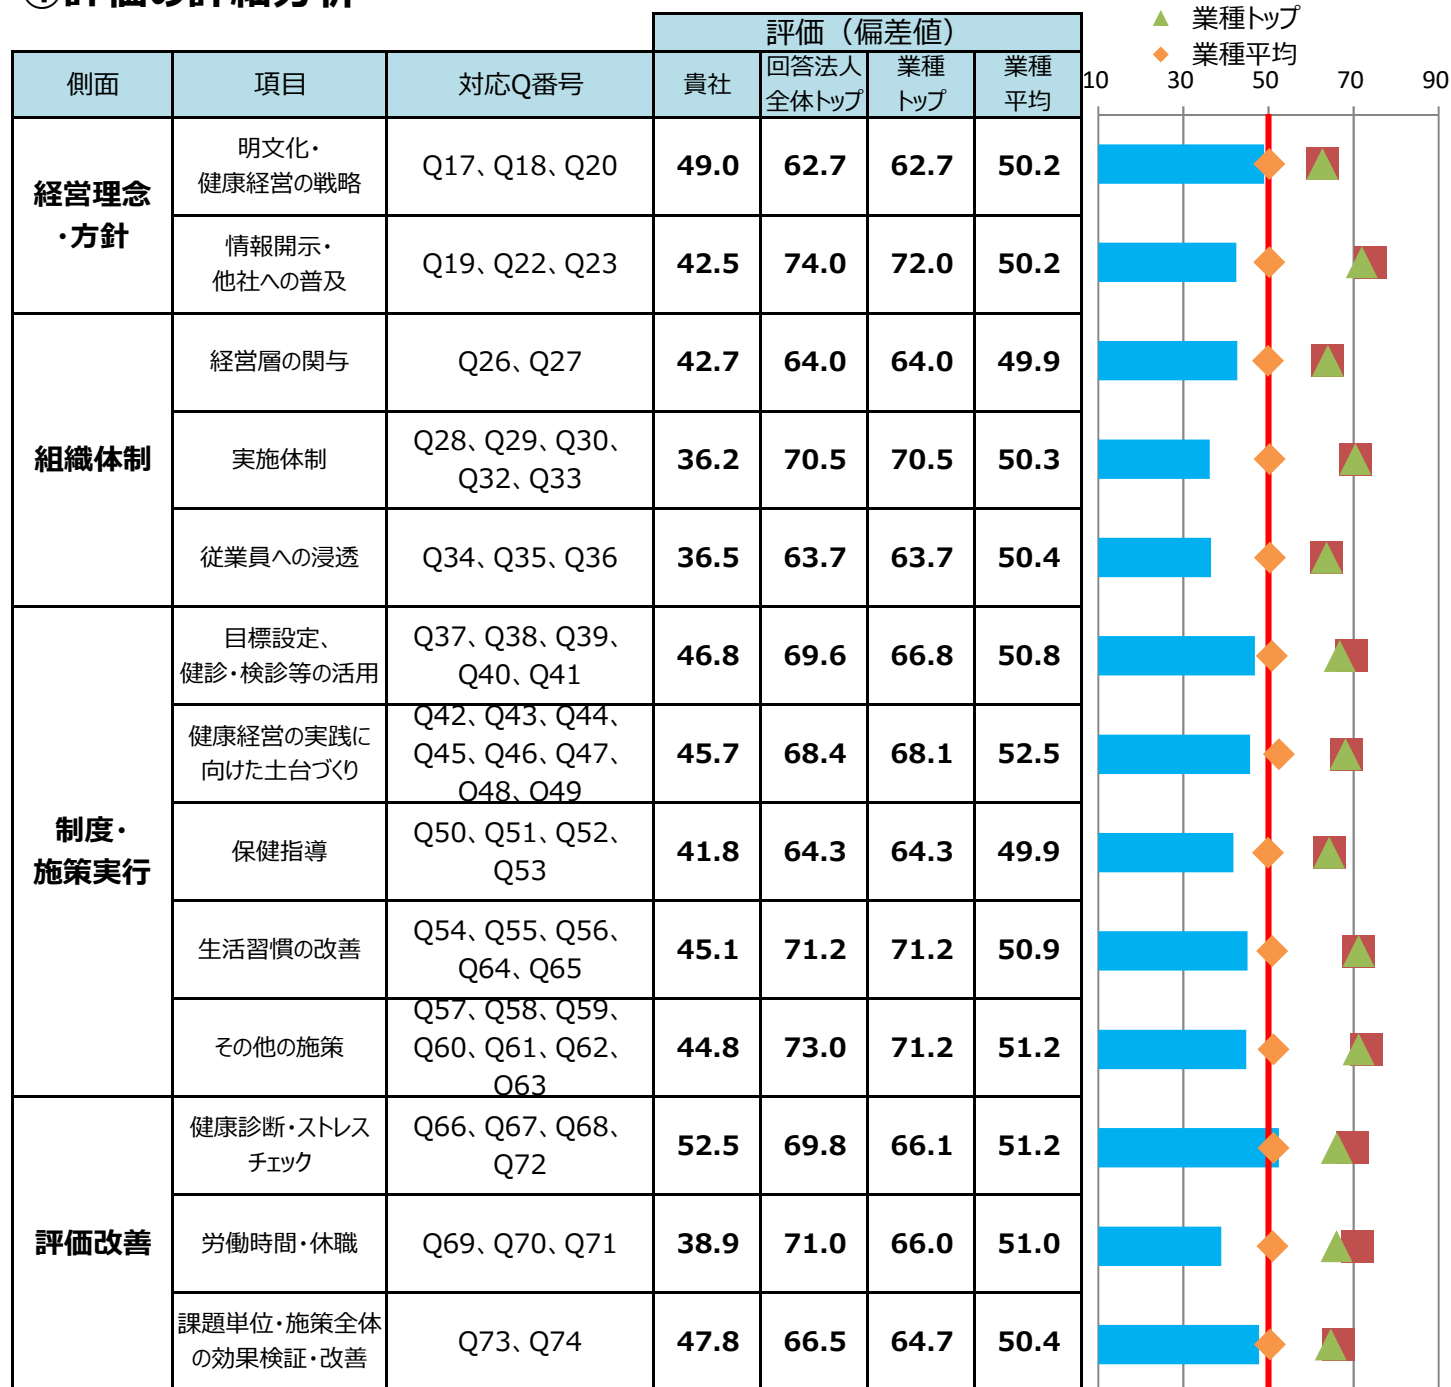 ①評価の詳細分析
▲ 業種トップ
◆ 業種平均
評価（偏差値）
側面 項目 対応Q番号 貴社 回答法人全体トップ 業種トップ 業種平均
10 30 50 70 90
経営理念・方針
明文化・
健康経営の戦略
Q17、Q18、Q20 49.0 62.7 62.7 50.2
情報開示・
他社への普及
Q19、Q22、Q23 42.5 74.0 72.0 50.2
組織体制
経営層の関与 Q26、Q27 42.7 64.0 64.0 49.9
実施体制
Q28、Q29、Q30、
Q32、Q33
36.2 70.5 70.5 50.3
従業員への浸透 Q34、Q35、Q36 36.5 63.7 63.7 50.4
制度・
施策実行
目標設定、
健診・検診等の活用
Q37、Q38、Q39、
Q40、Q41
46.8 69.6 66.8 50.8
健康経営の実践に
向けた土台づくり
Q42、Q43、Q44、
Q45、Q46、Q47、
Q48、Q49
45.7 68.4 68.1 52.5
保健指導
Q50、Q51、Q52、
Q53
41.8 64.3 64.3 49.9
生活習慣の改善
Q54、Q55、Q56、
Q64、Q65
45.1 71.2 71.2 50.9
その他の施策
Q57、Q58、Q59、
Q60、Q61、Q62、
Q63
44.8 73.0 71.2 51.2
評価改善
健康診断・ストレス
チェック
Q66、Q67、Q68、
Q72
52.5 69.8 66.1 51.2
労働時間・休職 Q69、Q70、Q71 38.9 71.0 66.0 51.0
課題単位・施策全体
の効果検証・改善
Q73、Q74 47.8 66.5 64.7 50.4